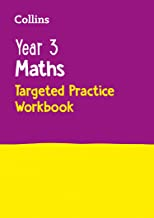 Collins
Year 3
Maths
Targeted Practice
Workbook